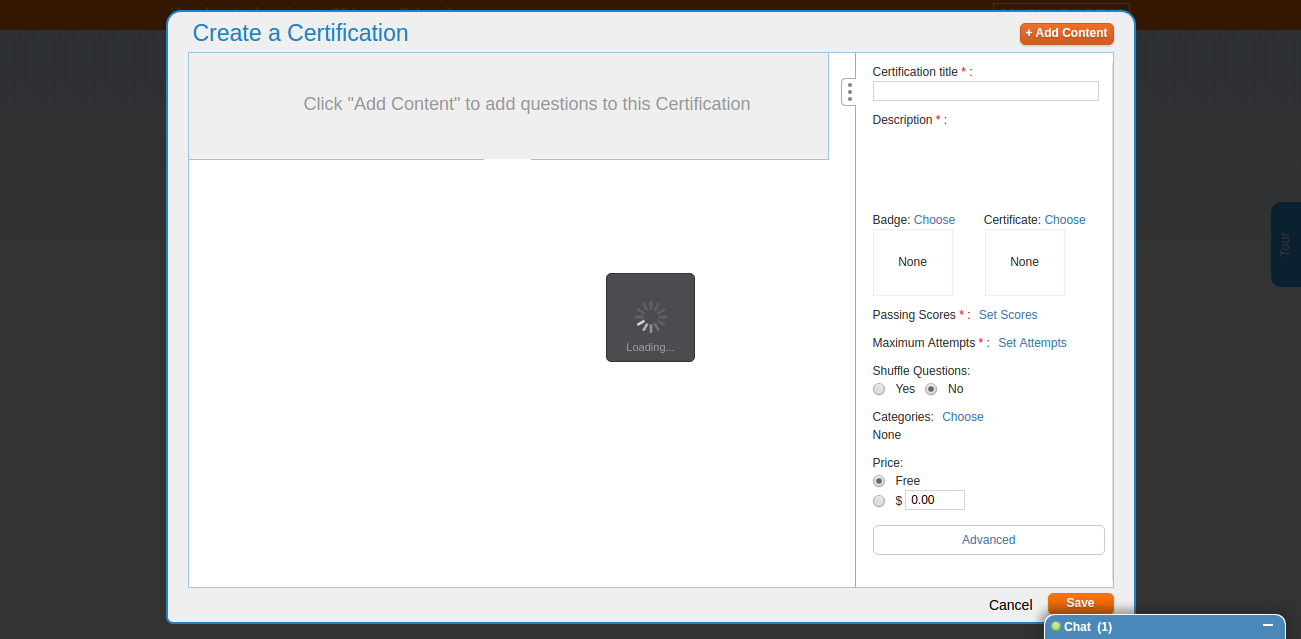 Create a Certification
+ Add Content
Click "Add Content" to add questions to this Certification
Certification title * :
Description * :
Badge: Choose
Certificate: Choose
None
None
Passing Scores * : Set Scores
Maximum Attempts * : Set Attempts
Shuffle Questions:
Yes No
Categories: Choose
None
Price:
Free
$ 0.00
Advanced
Loading...
Tour
Cancel
Save
Chat (1)